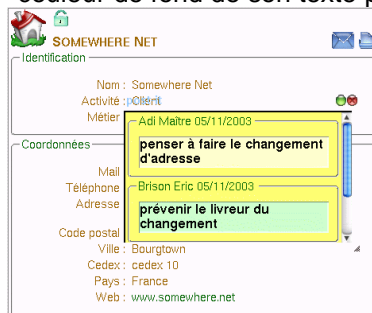 couleur de fond de son texte p
SOMEWHERE NET
Identification
Nom : Somewhere Net
Activité : Client
Métier
Adi Maître 05/11/2003
penser à faire le changement
d'adresse
Coordonnées
Brison Eric 05/11/2003
prévenir le livreur du
changement
Mail
Téléphone
Adresse
Code postal
Ville : Bourgtown
Cedex : cedex 10
Pays : France
Web : www.somewhere.net